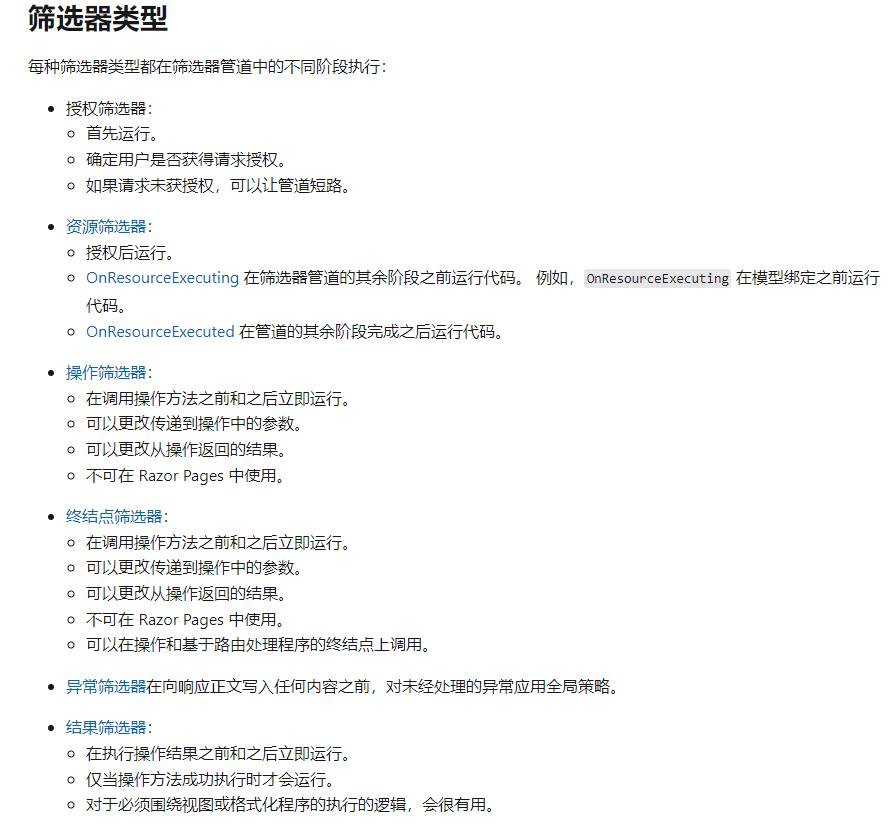 筛选器类型
每种筛选器类型都在筛选器管道中的不同阶段执行：
授权筛选器：
首先运行。
确定用户是否获得请求授权。
如果请求未获授权，可以让管道短路。
资源筛选器：
授权后运行。
OnResourceExecuting 在筛选器管道的其余阶段之前运行代码。 例如，OnResourceExecuting 在模型绑定之前运行
代码。
OnResourceExecuted 在管道的其余阶段完成之后运行代码。
操作筛选器：
在调用操作方法之前和之后立即运行。
可以更改传递到操作中的参数。
可以更改从操作返回的结果。
不可在 Razor Pages 中使用。
终结点筛选器：
在调用操作方法之前和之后立即运行。
可以更改传递到操作中的参数。
可以更改从操作返回的结果。
不可在 Razor Pages 中使用。
可以在操作和基于路由处理程序的终结点上调用。
异常筛选器在向响应正文写入任何内容之前，对未经处理的异常应用全局策略。
结果筛选器：
在执行操作结果之前和之后立即运行。
仅当操作方法成功执行时才会运行。
对于必须围绕视图或格式化程序的执行的逻辑，会很有用。